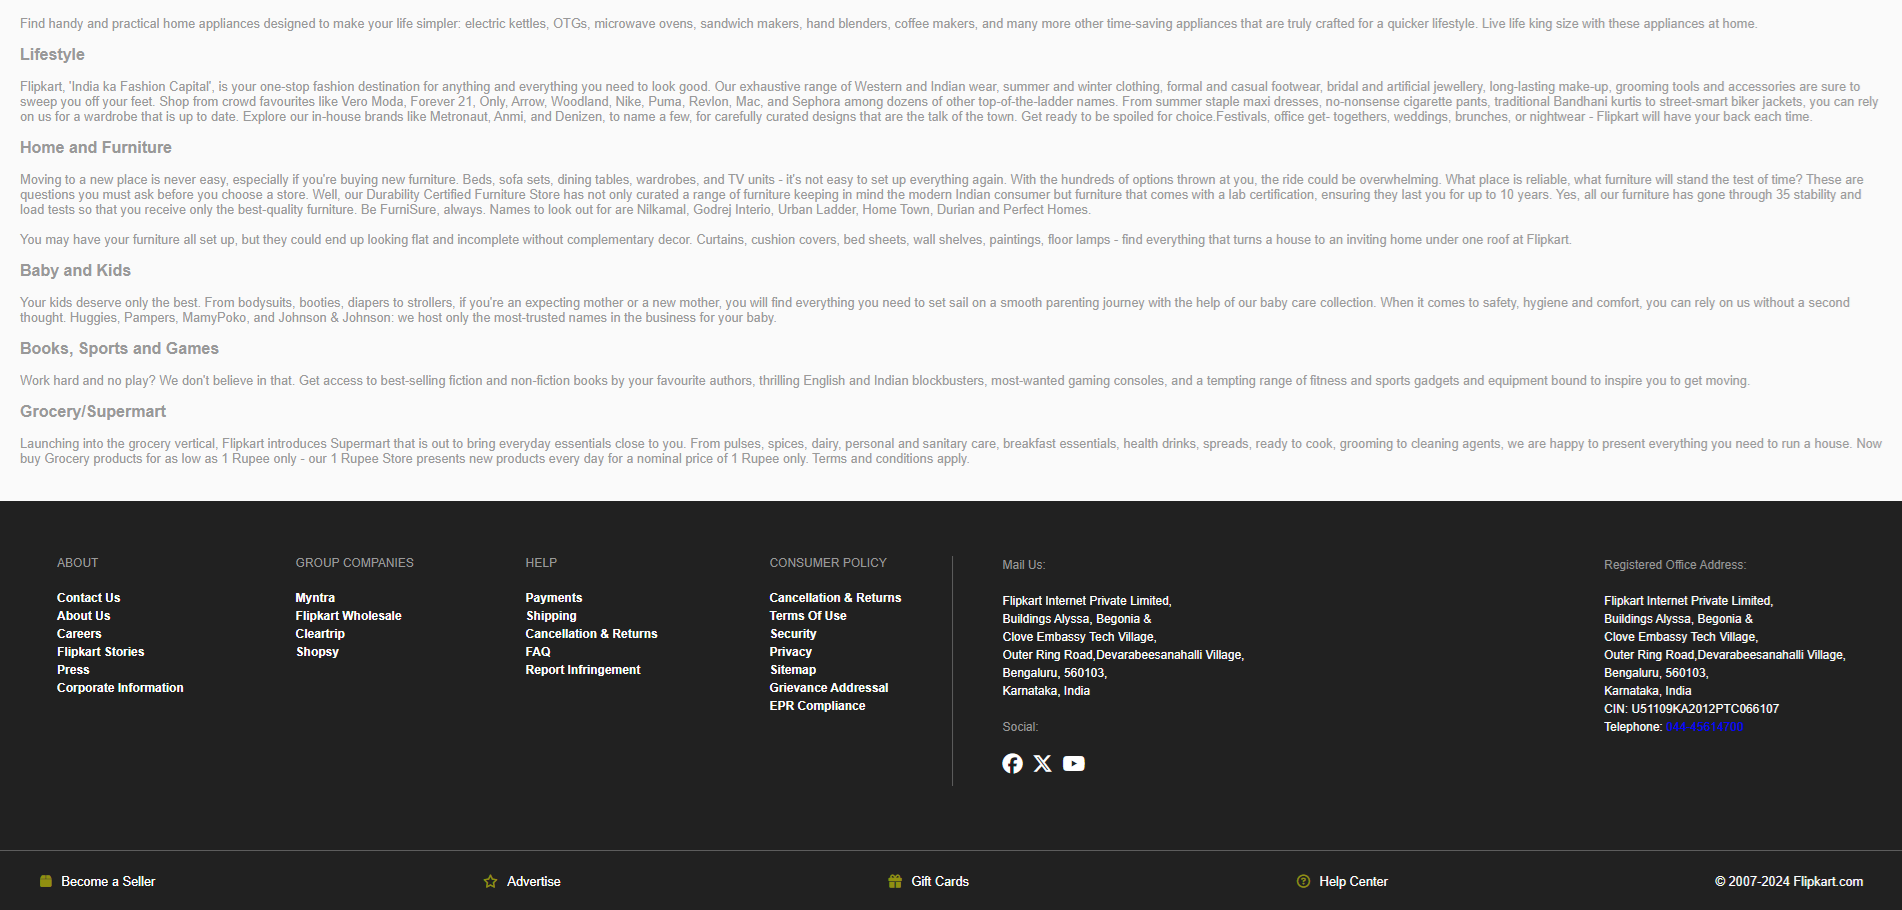 Find handy and practical home appliances designed to make your life simpler: electric kettles, OTGs, microwave ovens, sandwich makers, hand blenders, coffee makers, and many more other time-saving appliances that are truly crafted for a quicker lifestyle. Live life king size with these appliances at home.
Lifestyle
Flipkart, 'India ka Fashion Capital', is your one-stop fashion destination for anything and everything you need to look good. Our exhaustive range of Western and Indian wear, summer and winter clothing, formal and casual footwear, bridal and artificial jewellery, long-lasting make-up, grooming tools and accessories are sure to
sweep you off your feet. Shop from crowd favourites like Vero Moda, Forever 21, Only, Arrow, Woodland, Nike, Puma, Revlon, Mac, and Sephora among dozens of other top-of-the-ladder names. From summer staple maxi dresses, no-nonsense cigarette pants, traditional Bandhani kurtis to street-smart biker jackets, you can rely
on us for a wardrobe that is up to date. Explore our in-house brands like Metronaut, Anmi, and Denizen, to name a few, for carefully curated designs that are the talk of the town. Get ready to be spoiled for choice.Festivals, office get- togethers, weddings, brunches, or nightwear - Flipkart will have your back each time.
Home and Furniture
Moving to a new place is never easy, especially if you're buying new furniture. Beds, sofa sets, dining tables, wardrobes, and TV units - it's not easy to set up everything again. With the hundreds of options thrown at you, the ride could be overwhelming. What place is reliable, what furniture will stand the test of time? These are
questions you must ask before you choose a store. Well, our Durability Certified Furniture Store has not only curated a range of furniture keeping in mind the modern Indian consumer but furniture that comes with a lab certification, ensuring they last you for up to 10 years. Yes, all our furniture has gone through 35 stability and
load tests so that you receive only the best-quality furniture. Be FurniSure, always. Names to look out for are Nilkamal, Godrej Interio, Urban Ladder, Home Town, Durian and Perfect Homes.
You may have your furniture all set up, but they could end up looking flat and incomplete without complementary decor. Curtains, cushion covers, bed sheets, wall shelves, paintings, floor lamps - find everything that turns a house to an inviting home under one roof at Flipkart.
Baby and Kids
Your kids deserve only the best. From bodysuits, booties, diapers to strollers, if you're an expecting mother or a new mother, you will find everything you need to set sail on a smooth parenting journey with the help of our baby care collection. When it comes to safety, hygiene and comfort, you can rely on us without a second
thought. Huggies, Pampers, MamyPoko, and Johnson & Johnson: we host only the most-trusted names in the business for your baby.
Books, Sports and Games
Work hard and no play? We don't believe in that. Get access to best-selling fiction and non-fiction books by your favourite authors, thrilling English and Indian blockbusters, most-wanted gaming consoles, and a tempting range of fitness and sports gadgets and equipment bound to inspire you to get moving.
Grocery/Supermart
Launching into the grocery vertical, Flipkart introduces Supermart that is out to bring everyday essentials close to you. From pulses, spices, dairy, personal and sanitary care, breakfast essentials, health drinks, spreads, ready to cook, grooming to cleaning agents, we are happy to present everything you need to run a house. Now
buy Grocery products for as low as 1 Rupee only - our 1 Rupee Store presents new products every day for a nominal price of 1 Rupee only. Terms and conditions apply.
ABOUT
Contact Us
About Us
Careers
Flipkart Stories
Press
Corporate Information
GROUP COMPANIES
Myntra
Flipkart Wholesale
Cleartrip
Shopsy
HELP
Payments
Shipping
Cancellation & Returns
FAQ
Report Infringement
CONSUMER POLICY
Cancellation & Returns
Terms Of Use
Security
Privacy
Sitemap
Grievance Addressal
EPR Compliance
Mail Us:
Flipkart Internet Private Limited,
Buildings Alyssa, Begonia &
Clove Embassy Tech Village,
Outer Ring Road,Devarabeesanahalli Village,
Bengaluru, 560103,
Karnataka, India
Social:
Registered Office Address:
Flipkart Internet Private Limited,
Buildings Alyssa, Begonia &
Clove Embassy Tech Village,
Outer Ring Road,Devarabeesanahalli Village,
Bengaluru, 560103,
Karnataka, India
CIN: U51109KA2012PTC066107
Telephone: 044-45614700
Become a Seller
Advertise
Gift Cards
Help Center
© 2007-2024 Flipkart.com